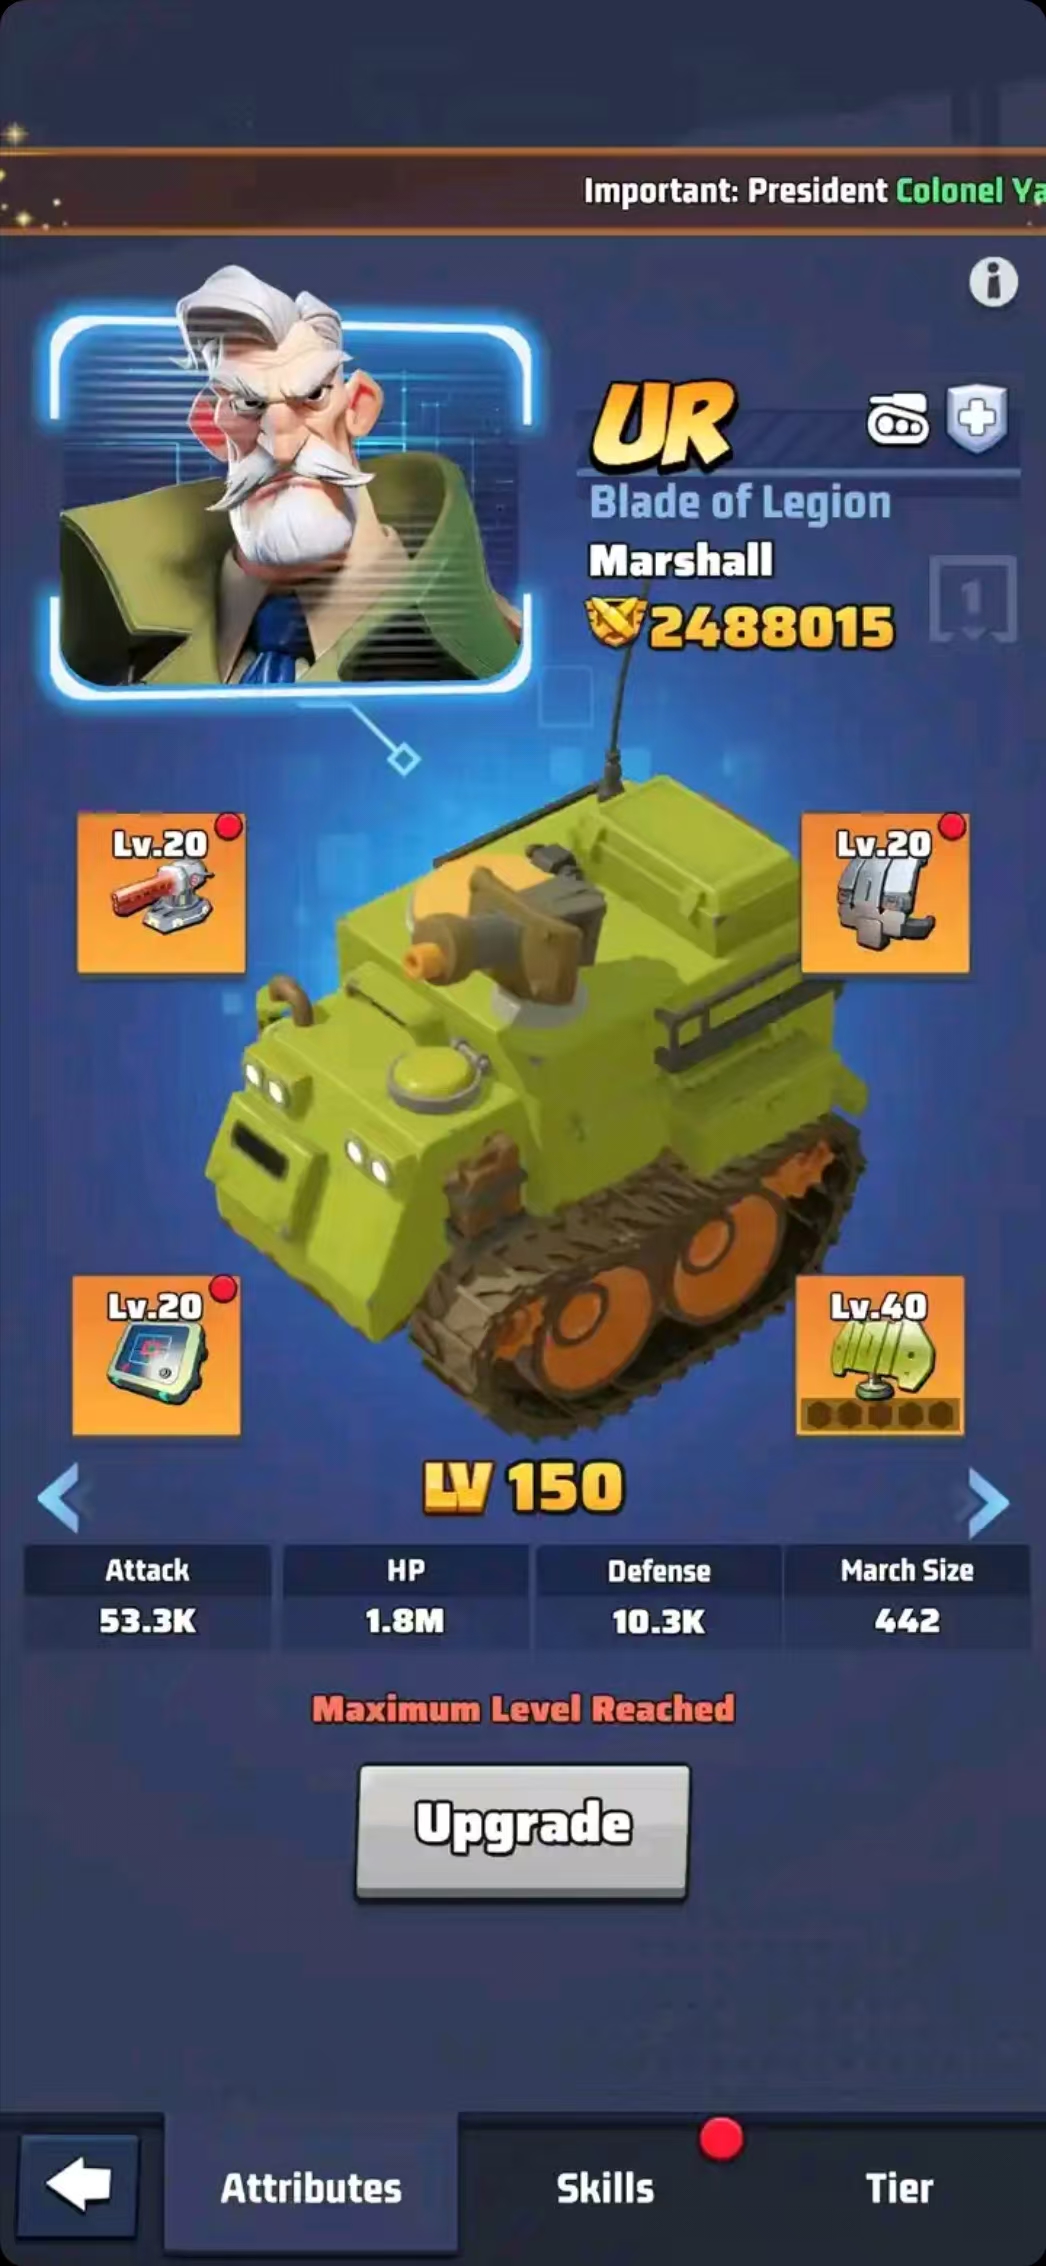 Important: President Colonel Ya
UR
Blade of Legion
Marshall
1
2488015
Lv.20
Lv.20
Lv.20
Lv.40
LV 150
Attack
HP
Defense
March Size
53.3K
1.8M
10.3K
442
Maximum Level Reached
Upgrade
Attributes
Skills
Tier